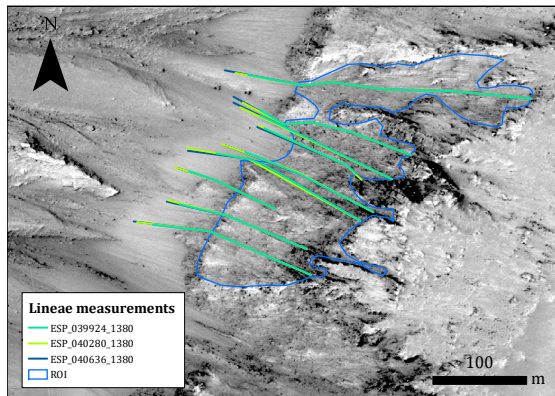 N
Lineae measurements
ESP_039924_1380
ESP_040280_1380
ESP_040636_1380
ROI
100
m